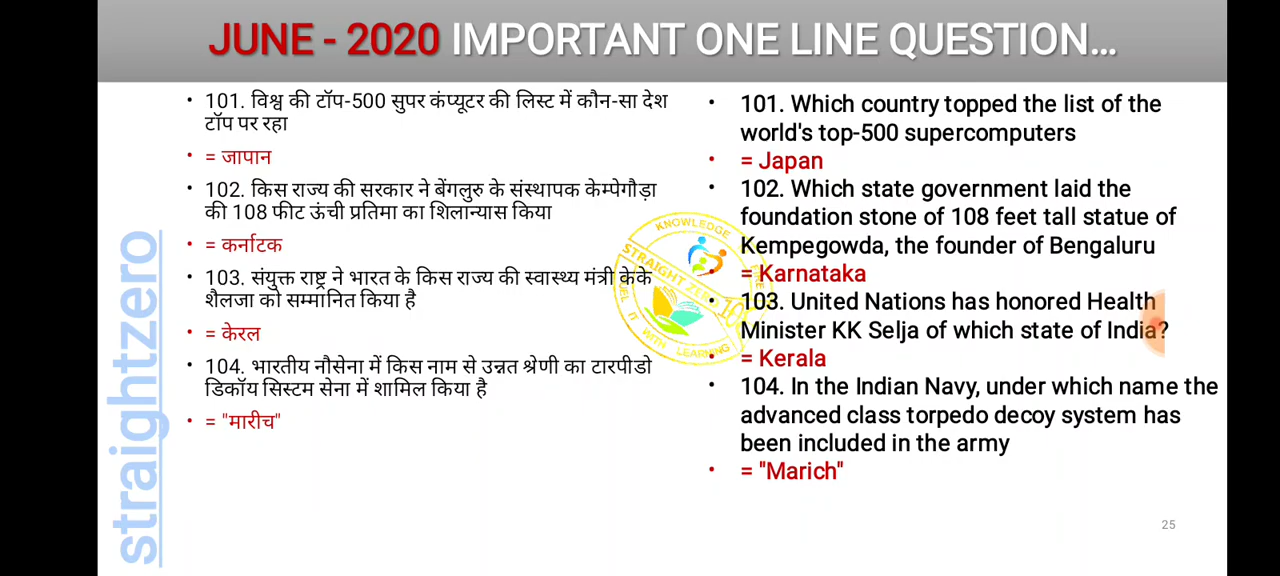 JUNE - 2020 IMPORTANT ONE LINE QUESTION...
• 101. विश्व की टॉप-500 सुपर कंप्यूटर की लिस्ट में कौन-सा देश
टॉप पर रहा
• = जापान
• 102. किस राज्य की सरकार ने बेंगलुरु के संस्थापक केम्पेगौड़ा
की 108 फीट ऊंची प्रतिमा का शिलान्यास किया
• = कर्नाटक
• 103. संयुक्त राष्ट्र ने भारत के किस राज्य की स्वास्थ्य मंत्री केके
शैलजा को सम्मानित किया है
• = केरल
• 104. भारतीय नौसेना में किस नाम से उन्नत श्रेणी का टारपीडो
डिकॉय सिस्टम सेना में शामिल किया है
• = "मारीच"
• 101. Which country topped the list of the
world's top-500 supercomputers
• = Japan
• 102. Which state government laid the
foundation stone of 108 feet tall statue of
Kempegowda, the founder of Bengaluru
• = Karnataka
• 103. United Nations has honored Health
Minister KK Selja of which state of India?
• = Kerala
• 104. In the Indian Navy, under which name the
advanced class torpedo decoy system has
been included in the army
• = "Marich"
straightzero
KNOWLEDGE
STRAIGHT ZERO
FUEL IT
WITH LEARNING
25